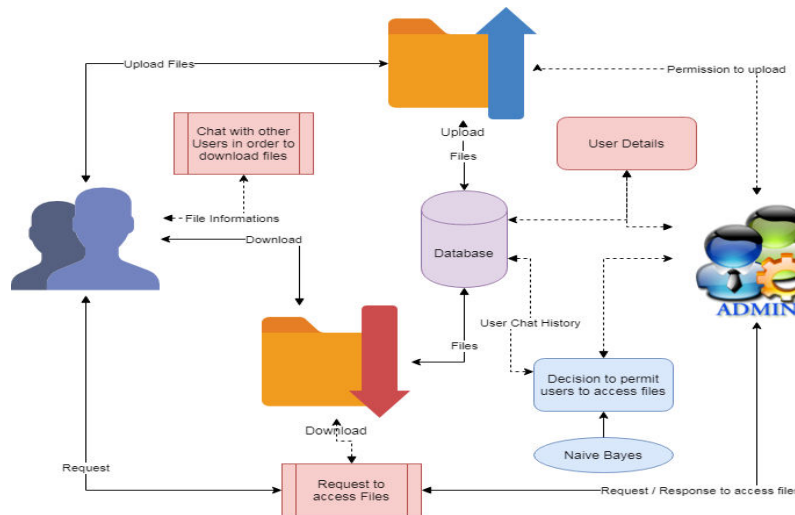 Upload Files
Permission to upload
Chat with other
Users in order to
download files
Upload
Files
User Details
File Informations
Download
Database
ADMIN
User Chat History
Files
Decision to permit
users to access files
Download
Naive Bayes
Request
Request to
access Files
Request / Response to access files